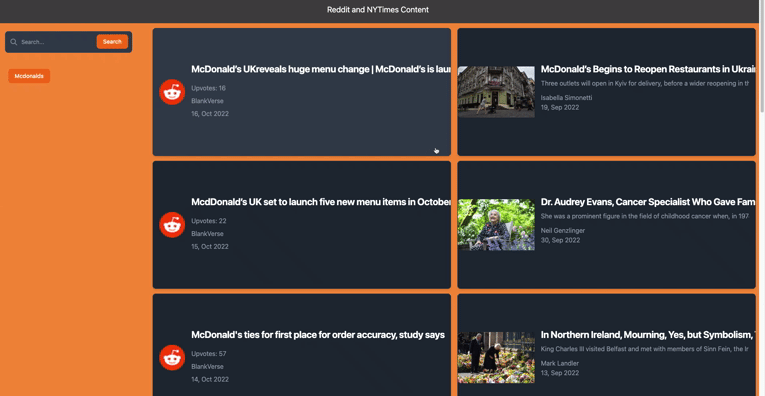 Reddit and NYTimes Content
Search...
Search
Mcdonalds
McDonald's UKreveals huge menu change | McDonald's is laun
Upvotes: 16
BlankVerse
16, Oct 2022
McdDonald's UK set to launch five new menu items in October
Upvotes: 22
BlankVerse
15, Oct 2022
McDonald's ties for first place for order accuracy, study says
Upvotes: 57
BlankVerse
14, Oct 2022
McDonald's Begins to Reopen Restaurants in Ukrai
Three outlets will open in Kyiv for delivery, before a wider reopening in th
Isabella Simonetti
19, Sep 2022
Dr. Audrey Evans, Cancer Specialist Who Gave Fam
She was a prominent figure in the field of childhood cancer when, in 197
Neil Genzlinger
30, Sep 2022
In Northern Ireland, Mourning, Yes, but Symbolism,
King Charles III visited Belfast and met with members of Sinn Fein, the Ir
Mark Landler
13, Sep 2022